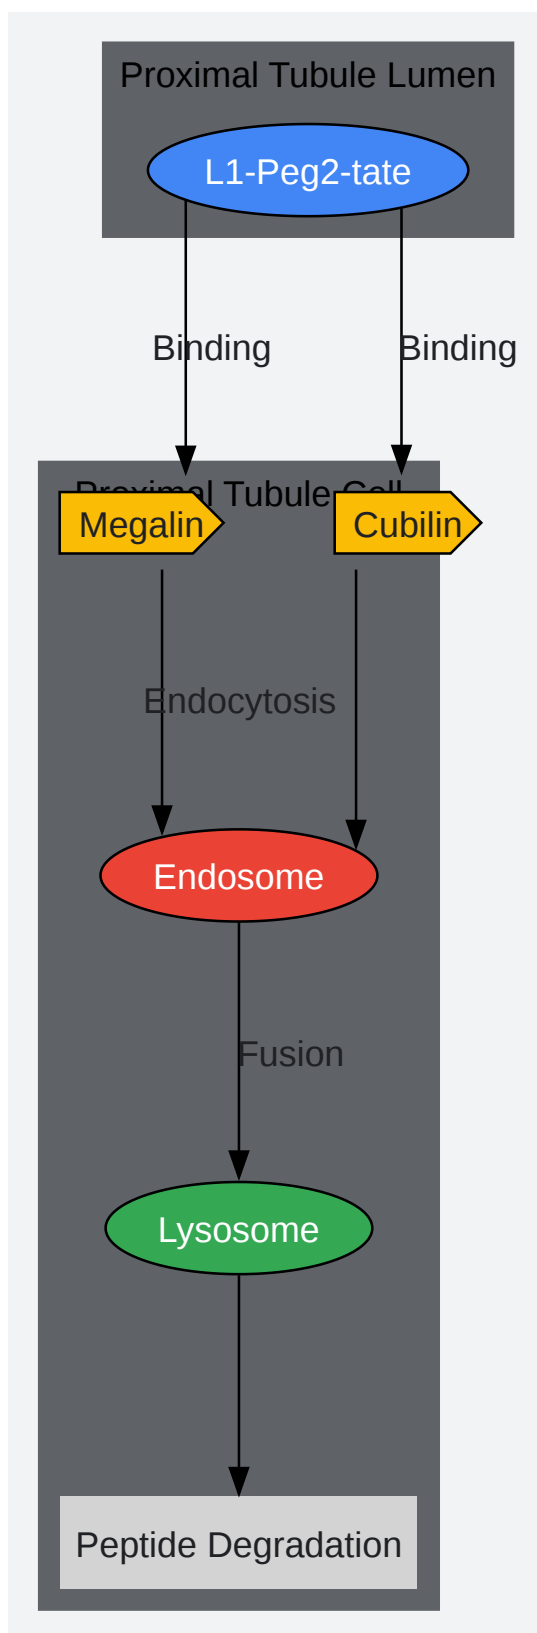 Proximal Tubule Lumen
L1-Peg2-tate
Binding
Binding
Proximal Tubule Cell
Megalin
Cubilin
Endocytosis
Endosome
Fusion
Lysosome
Peptide Degradation